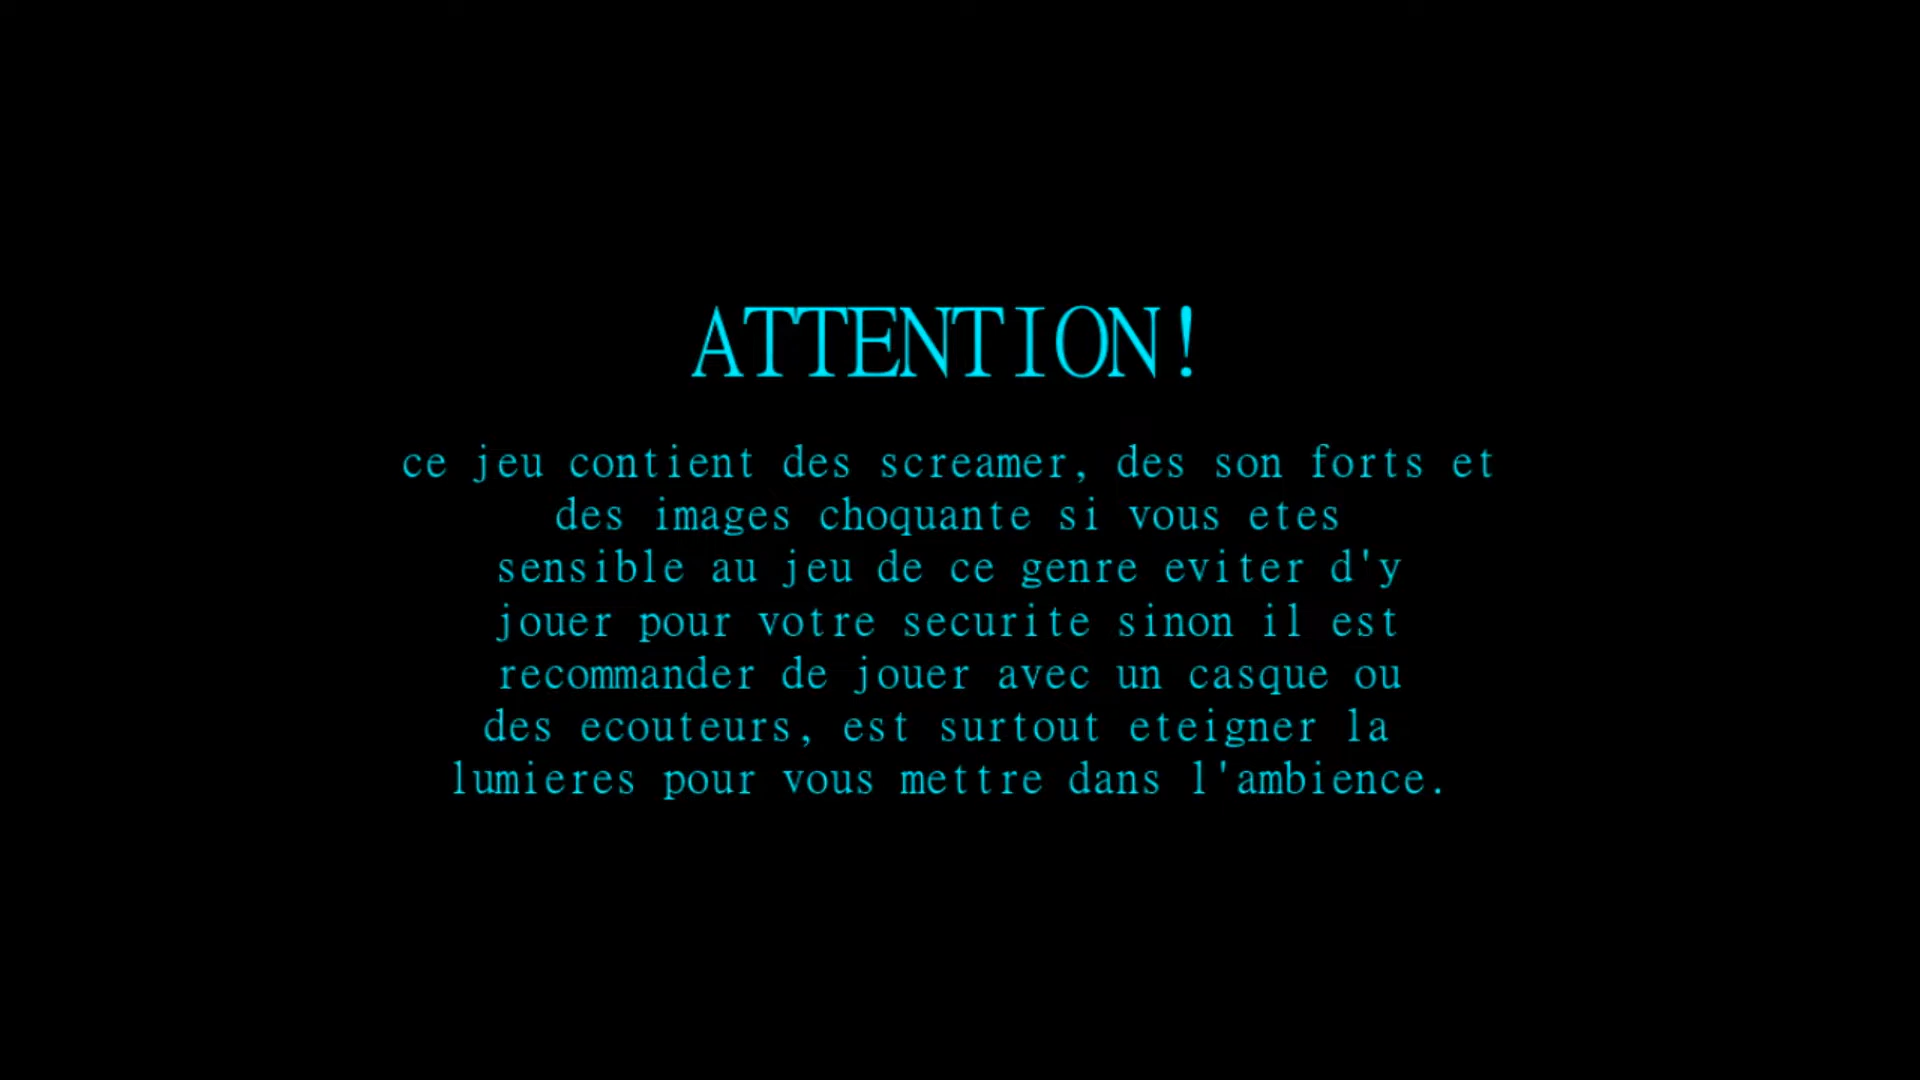 ATTENTION!
ce jeu contient des screamer, des son forts et
des images choquante si vous etes
sensible au jeu de ce genre eviter d'y
jouer pour votre securite sinon il est
recommander de jouer avec un casque ou
des ecouteurs, est surtout eteigner la
lumieres pour vous mettre dans l'ambience.